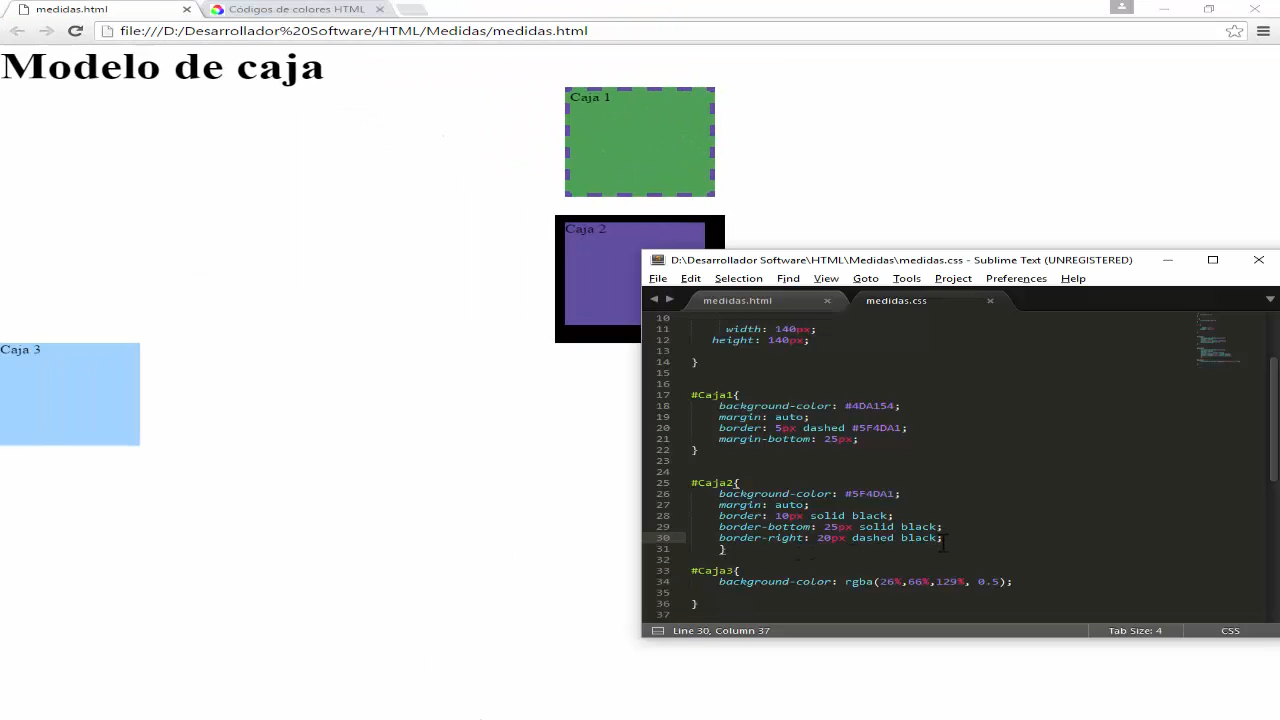 medidas.html
Códigos de colores HTML
file:///D:/Desarrollador%20Software/HTML/Medidas/medidas.html
Modelo de caja
Caja 1
Caja 2
Caja 3
D:\Desarrollador Software\HTML\Medidas\medidas.css - Sublime Text (UNREGISTERED)
File Edit Selection Find View Goto Tools Project Preferences Help
medidas.html
medidas.css
10
11 width: 140px;
12 height: 140px;
13
14 }
15
16
17 #Caja1{
18 background-color: #4DA154;
19 margin: auto;
20 border: 5px dashed #5F4DA1;
21 margin-bottom: 25px;
22 }
23
24
25 #Caja2{
26 background-color: #5F4DA1;
27 margin: auto;
28 border: 10px solid black;
29 border-bottom: 25px solid black;
30 border-right: 20px dashed black;
31 }
32
33 #Caja3{
34 background-color: rgba(26%,66%,129%, 0.5);
35
36 }
37
Line 30, Column 37
Tab Size: 4
CSS